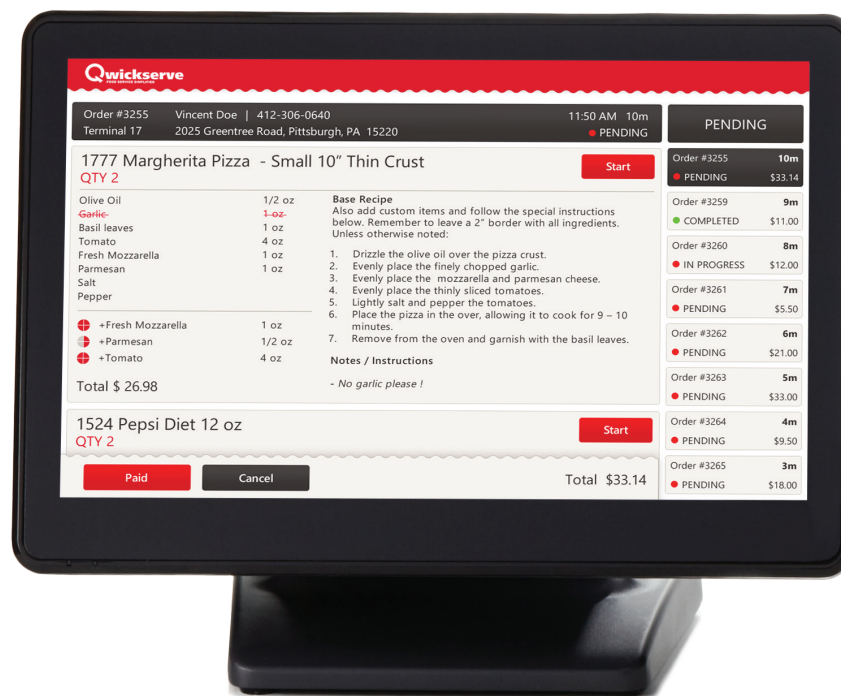 Qwickserve
FOOD SERVICE SIMPLIFIED
Order #3255 Vincent Doe | 412-306-0640 11:50 AM 10m
Terminal 17 2025 Greentree Road, Pittsburgh, PA 15220 PENDING
1777 Margherita Pizza - Small 10" Thin Crust
QTY 2
Start
Olive Oil 1/2 oz
Garlic 1 oz
Basil leaves 1 oz
Tomato 4 oz
Fresh Mozzarella 1 oz
Parmesan 1 oz
Salt
Pepper
+Fresh Mozzarella 1 oz
+Parmesan 1/2 oz
+Tomato 4 oz
Total $ 26.98
Base Recipe
Also add custom items and follow the special instructions
below. Remember to leave a 2" border with all ingredients.
Unless otherwise noted:
1. Drizzle the olive oil over the pizza crust.
2. Evenly place the finely chopped garlic.
3. Evenly place the mozzarella and parmesan cheese.
4. Evenly place the thinly sliced tomatoes.
5. Lightly salt and pepper the tomatoes.
6. Place the pizza in the over, allowing it to cook for 9 – 10
minutes.
7. Remove from the oven and garnish with the basil leaves.
Notes / Instructions
- No garlic please !
1524 Pepsi Diet 12 oz
QTY 2
Start
Paid Cancel Total $33.14
PENDING
Order #3255 10m
PENDING $33.14
Order #3259 9m
COMPLETED $11.00
Order #3260 8m
IN PROGRESS $12.00
Order #3261 7m
PENDING $5.50
Order #3262 6m
PENDING $21.00
Order #3263 5m
PENDING $33.00
Order #3264 4m
PENDING $9.50
Order #3265 3m
PENDING $18.00